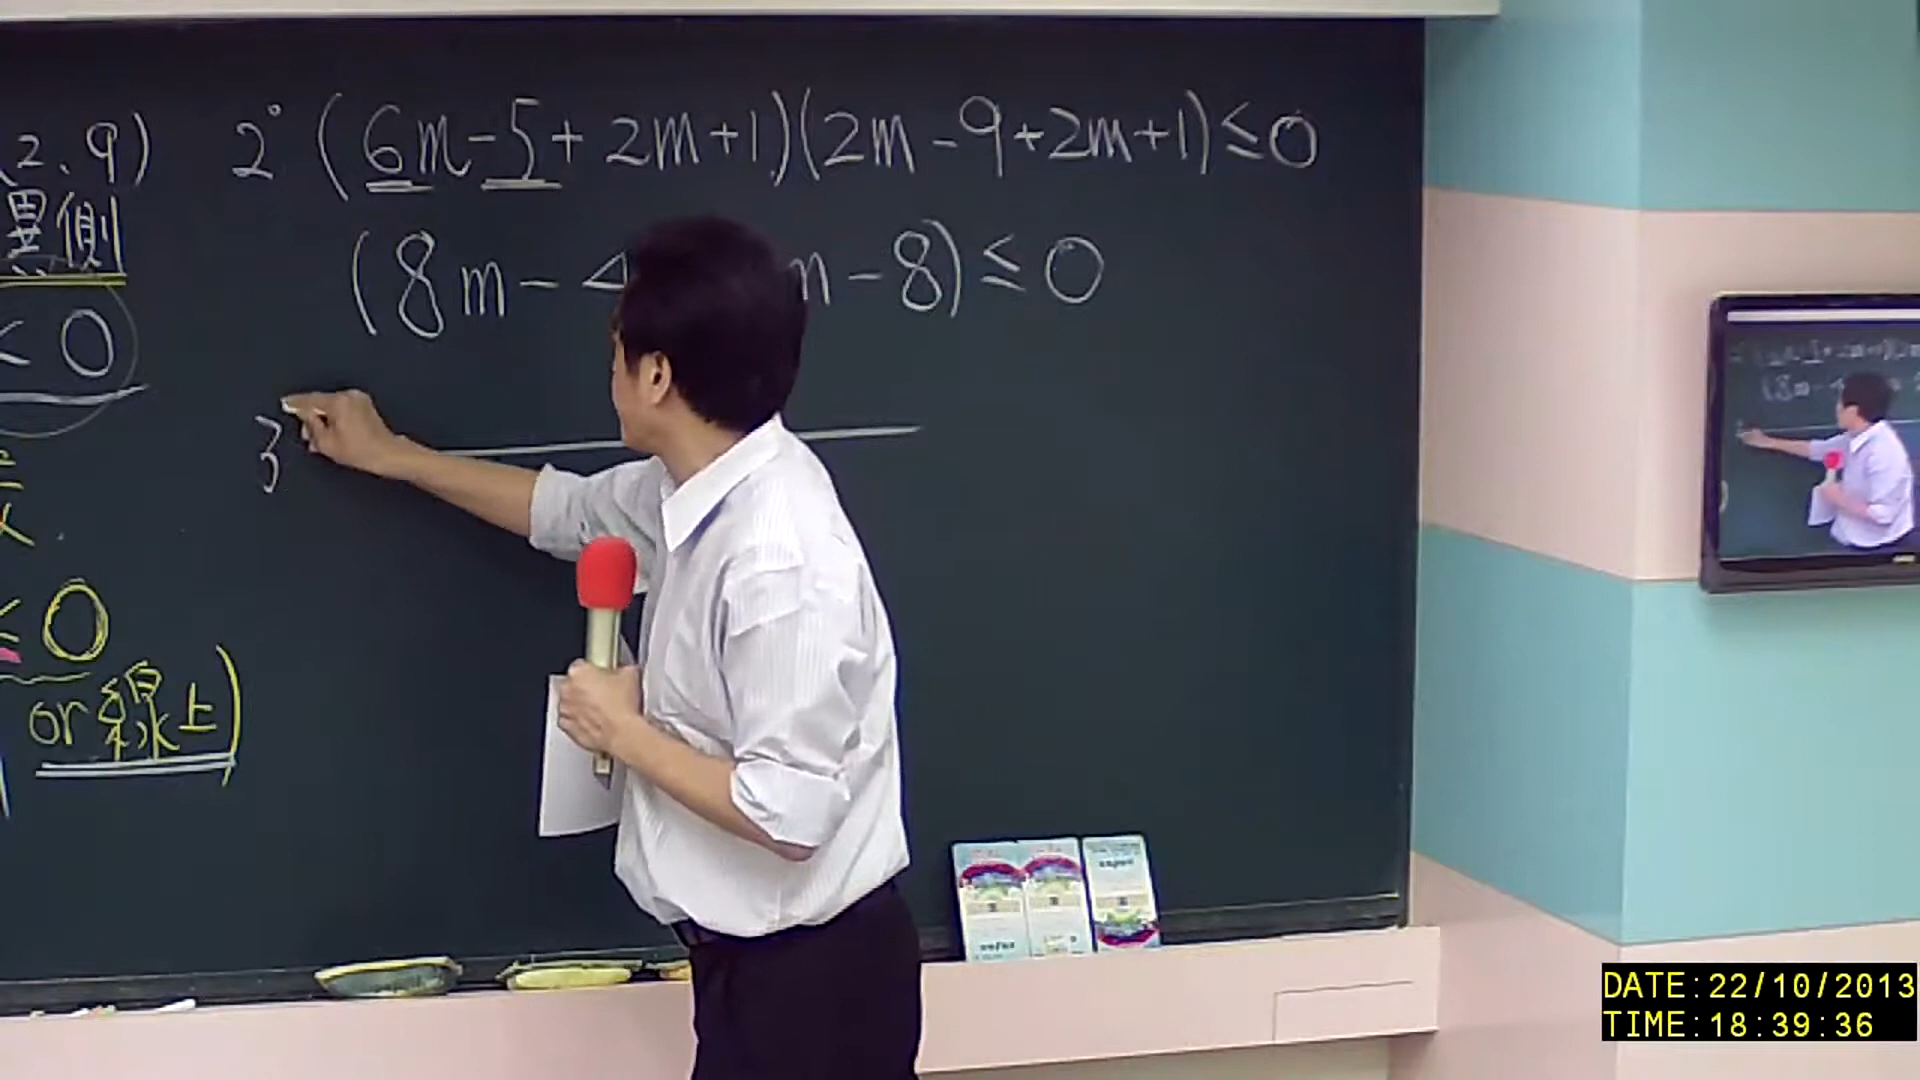 (2、9)
異側
< 0
≤ 0
or 線上)
2° (6m-5+2m+1)(2m-9+2m+1)≤0
(8m-4 m-8)≤0
3
DATE:22/10/2013
TIME:18:39:36